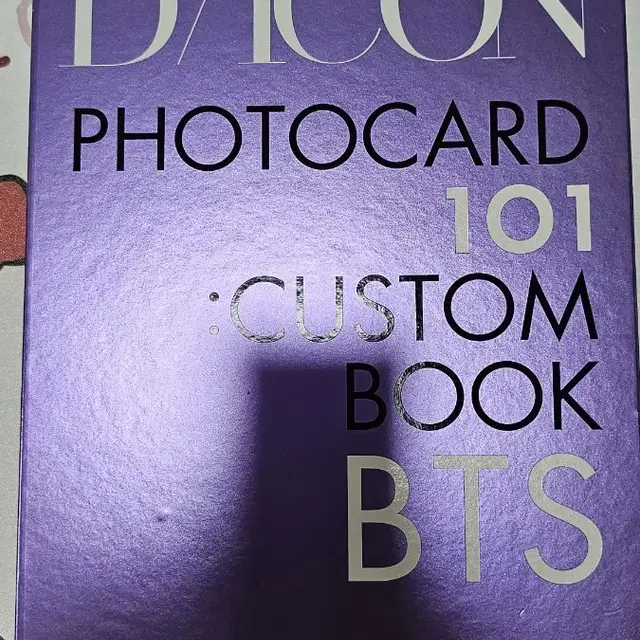 D/ICON
PHOTOCARD
101
:CUSTOM
BOOK
BTS